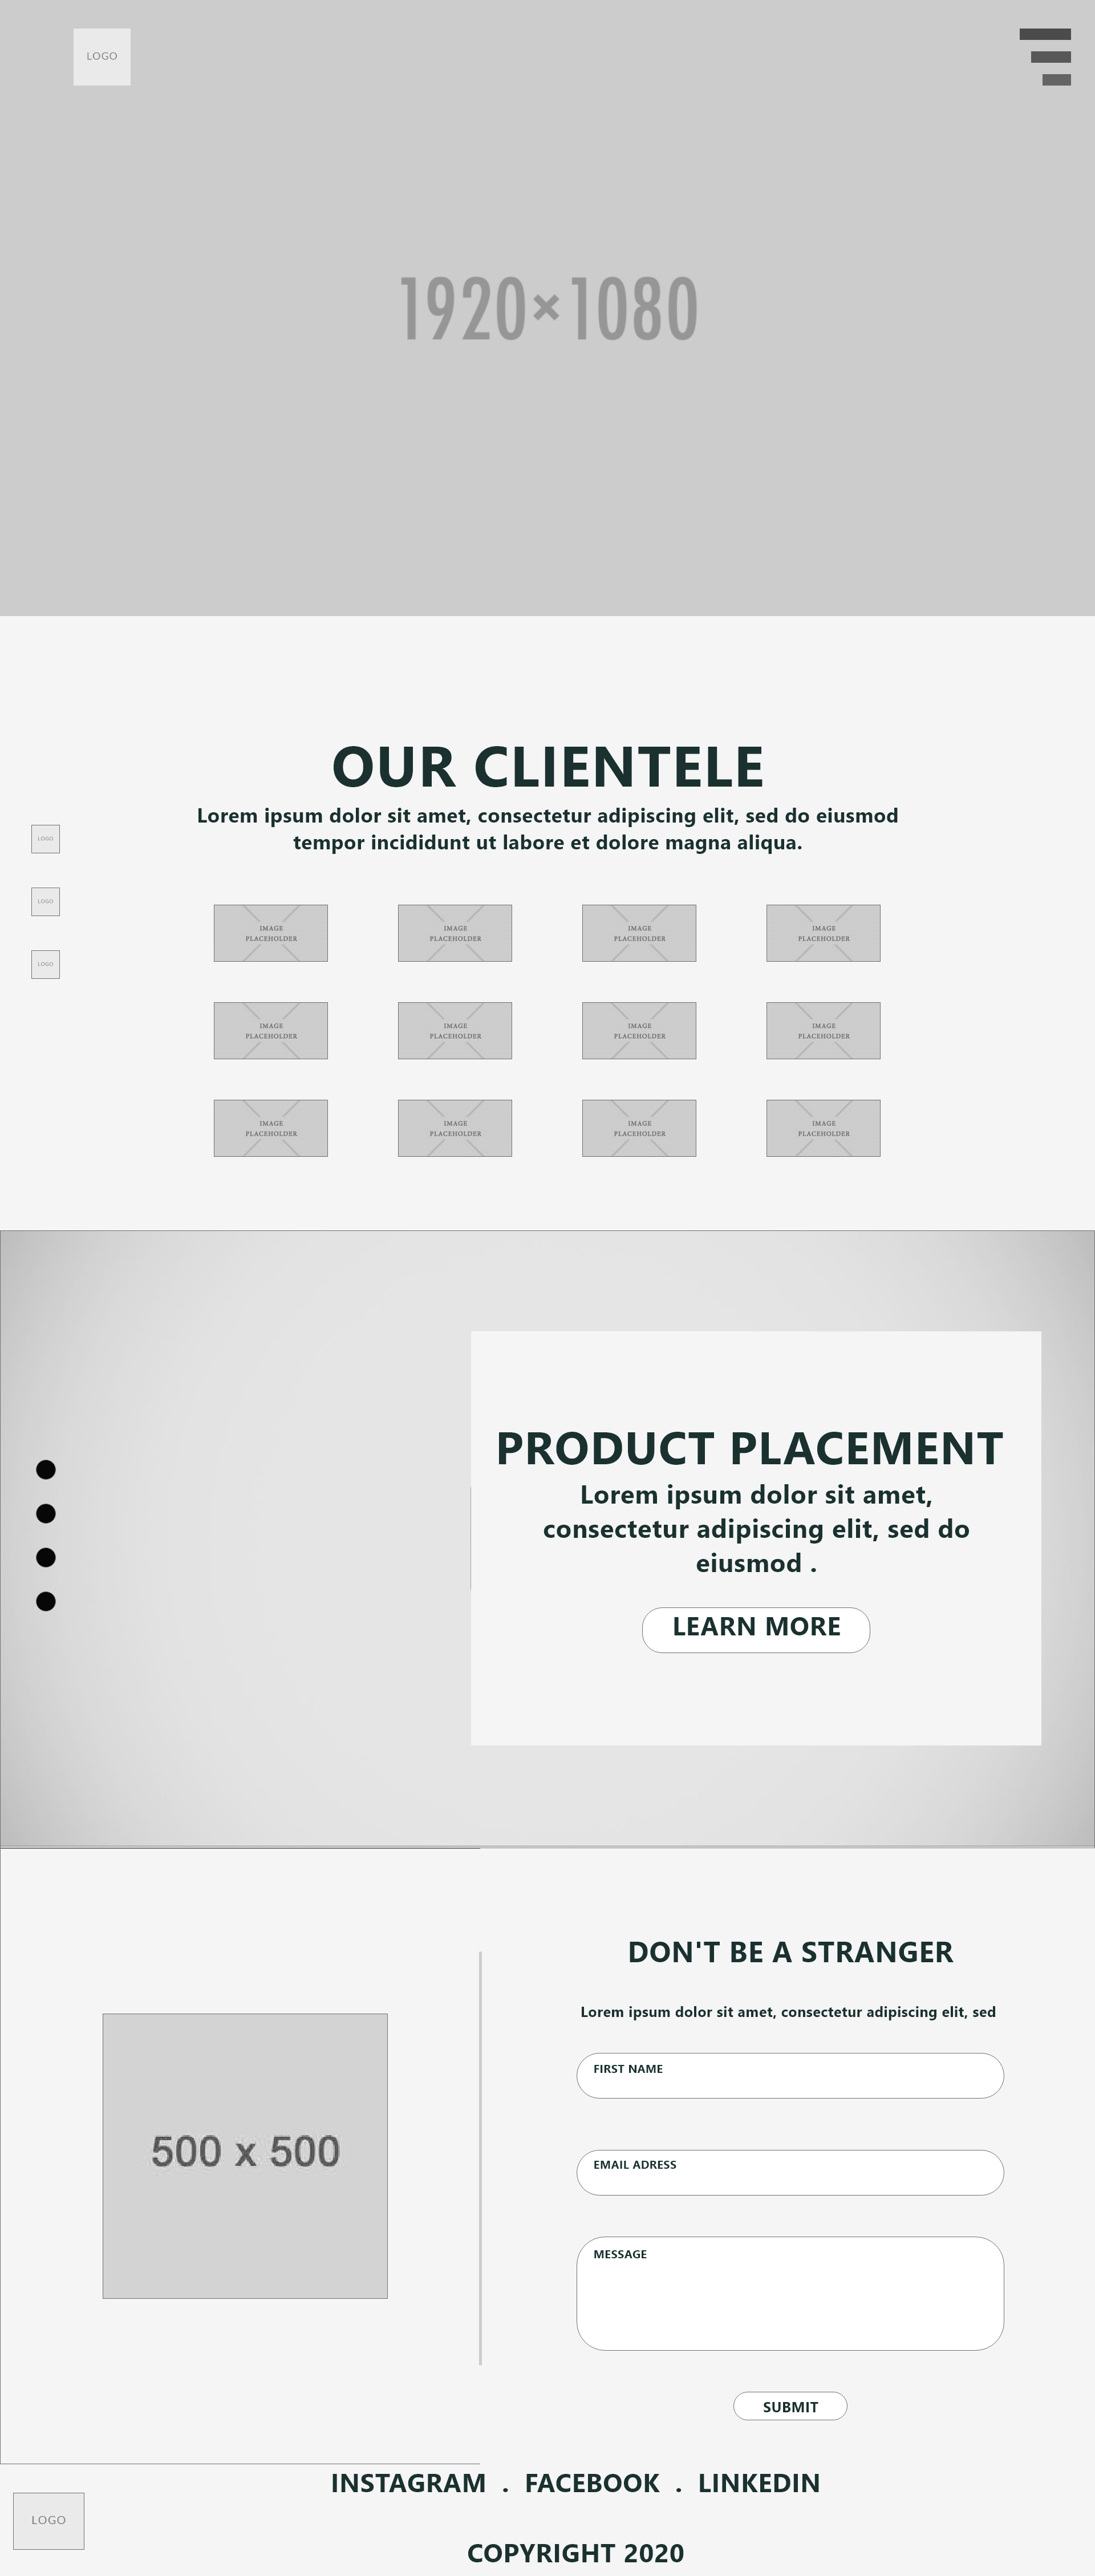 LOGO
1920×1080
OUR CLIENTELE
Lorem ipsum dolor sit amet, consectetur adipiscing elit, sed do eiusmod
tempor incididunt ut labore et dolore magna aliqua.
LOGO
LOGO
LOGO
IMAGE
PLACEHOLDER
IMAGE
PLACEHOLDER
IMAGE
PLACEHOLDER
IMAGE
PLACEHOLDER
IMAGE
PLACEHOLDER
IMAGE
PLACEHOLDER
IMAGE
PLACEHOLDER
IMAGE
PLACEHOLDER
IMAGE
PLACEHOLDER
IMAGE
PLACEHOLDER
IMAGE
PLACEHOLDER
IMAGE
PLACEHOLDER
PRODUCT PLACEMENT
Lorem ipsum dolor sit amet,
consectetur adipiscing elit, sed do
eiusmod .
LEARN MORE
500 x 500
DON'T BE A STRANGER
Lorem ipsum dolor sit amet, consectetur adipiscing elit, sed
FIRST NAME
EMAIL ADRESS
MESSAGE
SUBMIT
INSTAGRAM . FACEBOOK . LINKEDIN
LOGO
COPYRIGHT 2020